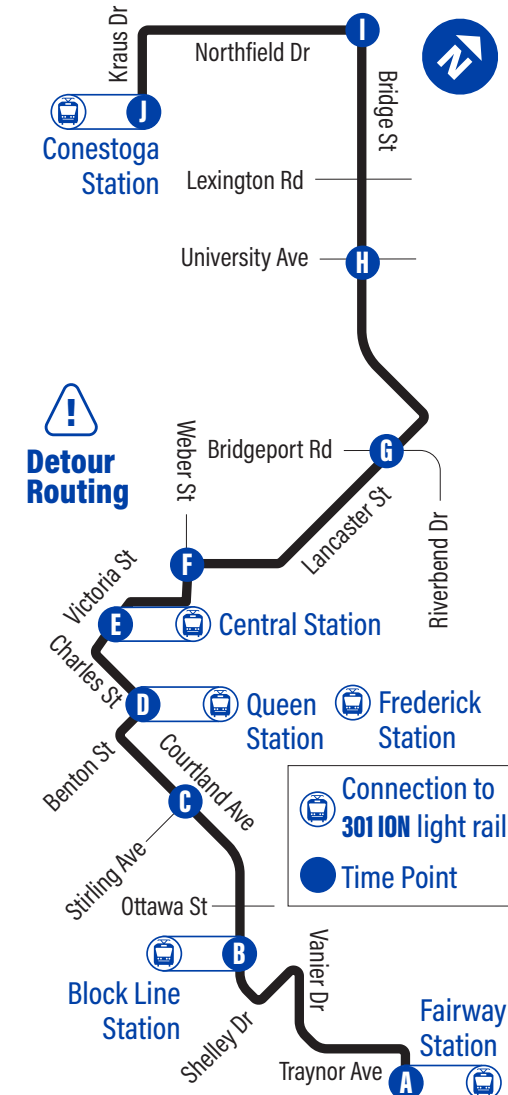 Kraus Dr
Northfield Dr
I
N
J
Bridge St
Conestoga
Station
Lexington Rd
University Ave
H
!
Detour
Routing
Weber St
Bridgeport Rd
G
Lancaster St
Riverbend Dr
F
Victoria St
E
Central Station
Charles St
D
Queen
Station
Frederick
Station
Benton St
Courtland Ave
C
Stirling Ave
Connection to
301 ION light rail
Time Point
Ottawa St
B
Block Line
Station
Shelley Dr
Vanier Dr
Fairway
Station
Traynor Ave
A